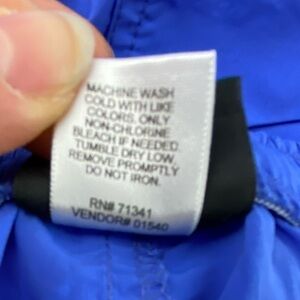 MACHINE WASH
COLD WITH LIKE
COLORS. ONLY
NON-CHLORINE
BLEACH IF NEEDED.
TUMBLE DRY LOW.
REMOVE PROMPTLY
DO NOT IRON.
RN# 71341
VENDOR# 01540